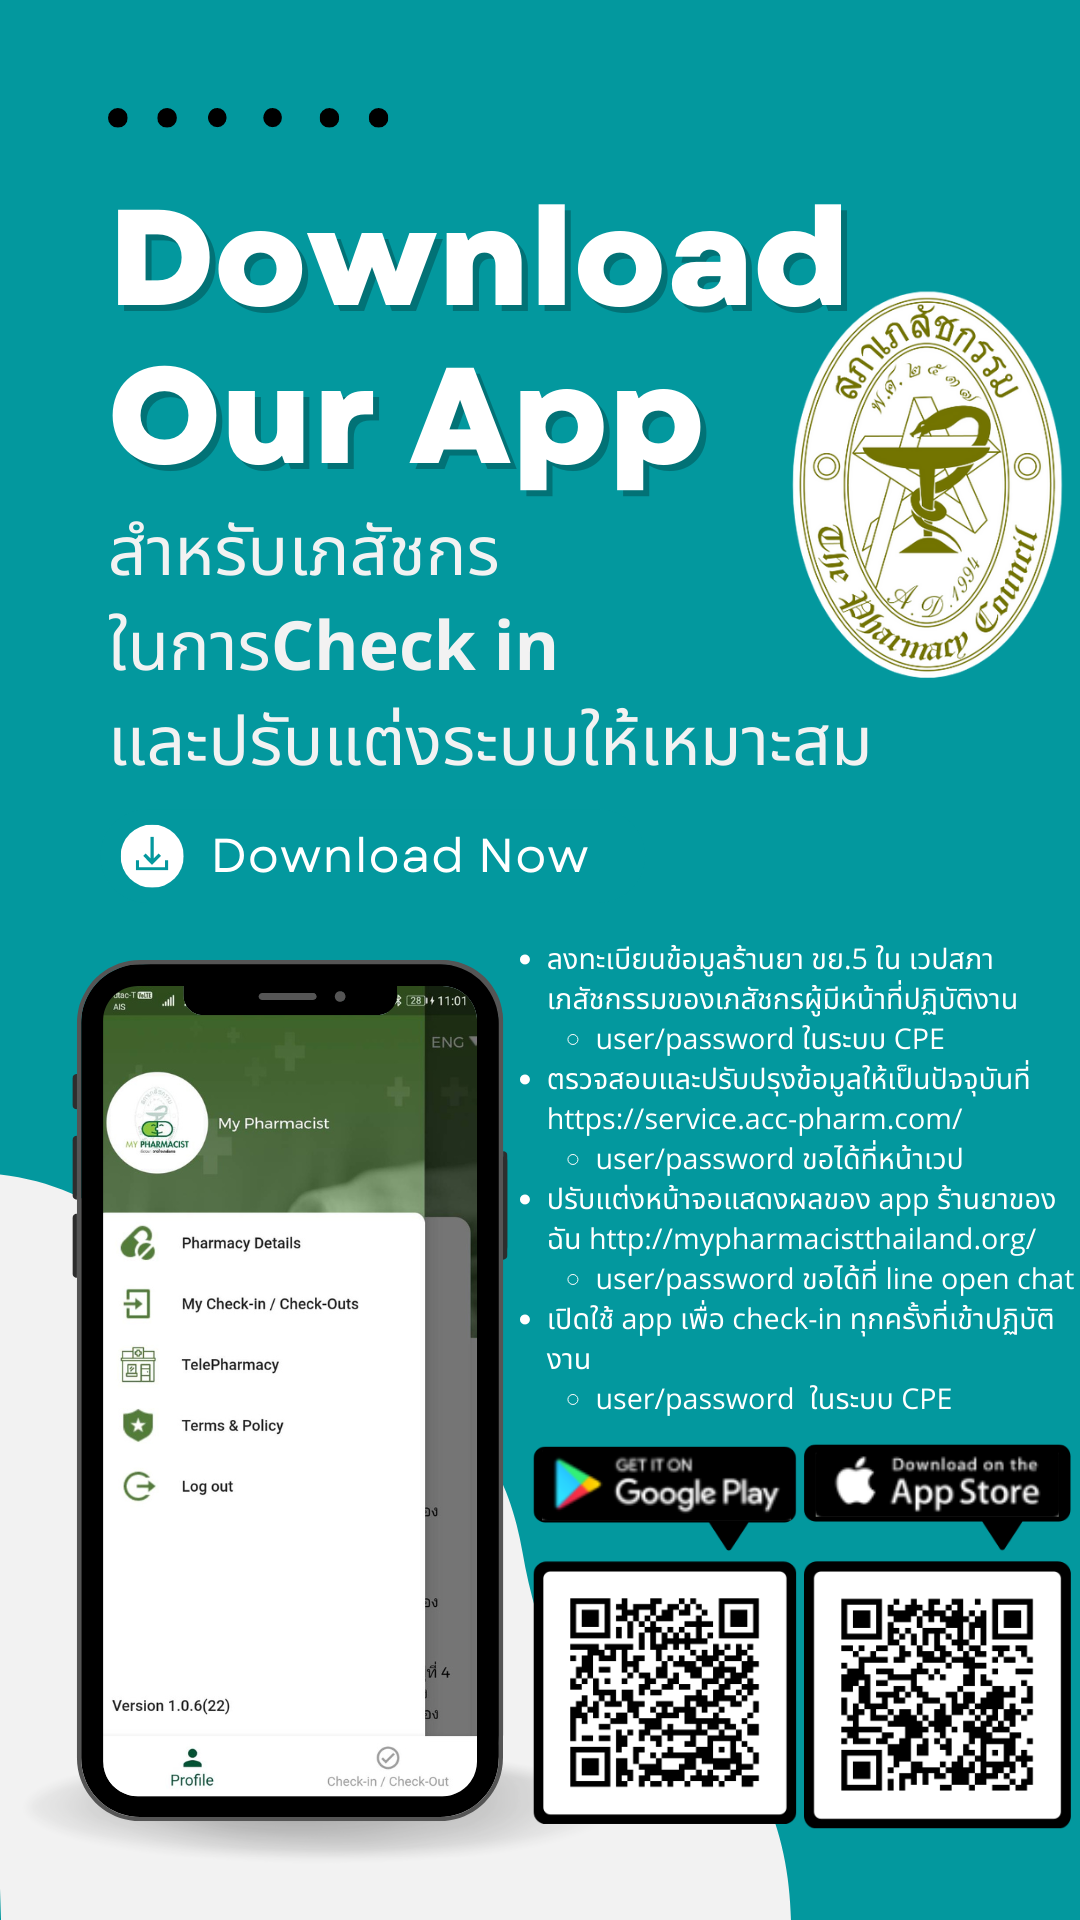 Download
Our App
สำหรับเภสัชกร
ในการCheck in
และปรับแต่งระบบให้เหมาะสม
สภาเภสัชกรรม
พ.ศ. ๒๕๓๗
The Pharmacy Council
A.D.1994
Download Now
ลงทะเบียนข้อมูลร้านยา ขย.5 ใน เวปสภา
เภสัชกรรมของเภสัชกรผู้มีหน้าที่ปฏิบัติงาน
user/password ในระบบ CPE
ตรวจสอบและปรับปรุงข้อมูลให้เป็นปัจจุบันที่
https://service.acc-pharm.com/
user/password ขอได้ที่หน้าเวป
ปรับแต่งหน้าจอแสดงผลของ app ร้านยาของ
ฉัน http://mypharmacistthailand.org/
user/password ขอได้ที่ line open chat
เปิดใช้ app เพื่อ check-in ทุกครั้งที่เข้าปฏิบัติ
งาน
user/password ในระบบ CPE
dtac-T
AIS
28
11:01
ENG
MY PHARMACIST
My Pharmacist
Pharmacy Details
My Check-in / Check-Outs
TelePharmacy
Terms & Policy
Log out
ที่ 4
Version 1.0.6(22)
Profile
Check-in / Check-Out
GET IT ON
Google Play
Download on the
App Store